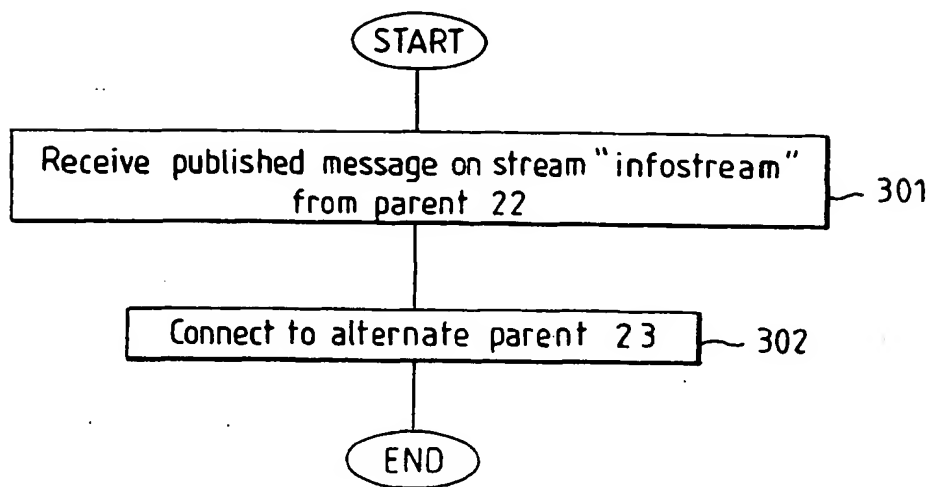 START
Receive published message on stream "infostream"
from parent 22
301
Connect to alternate parent 23
302
END